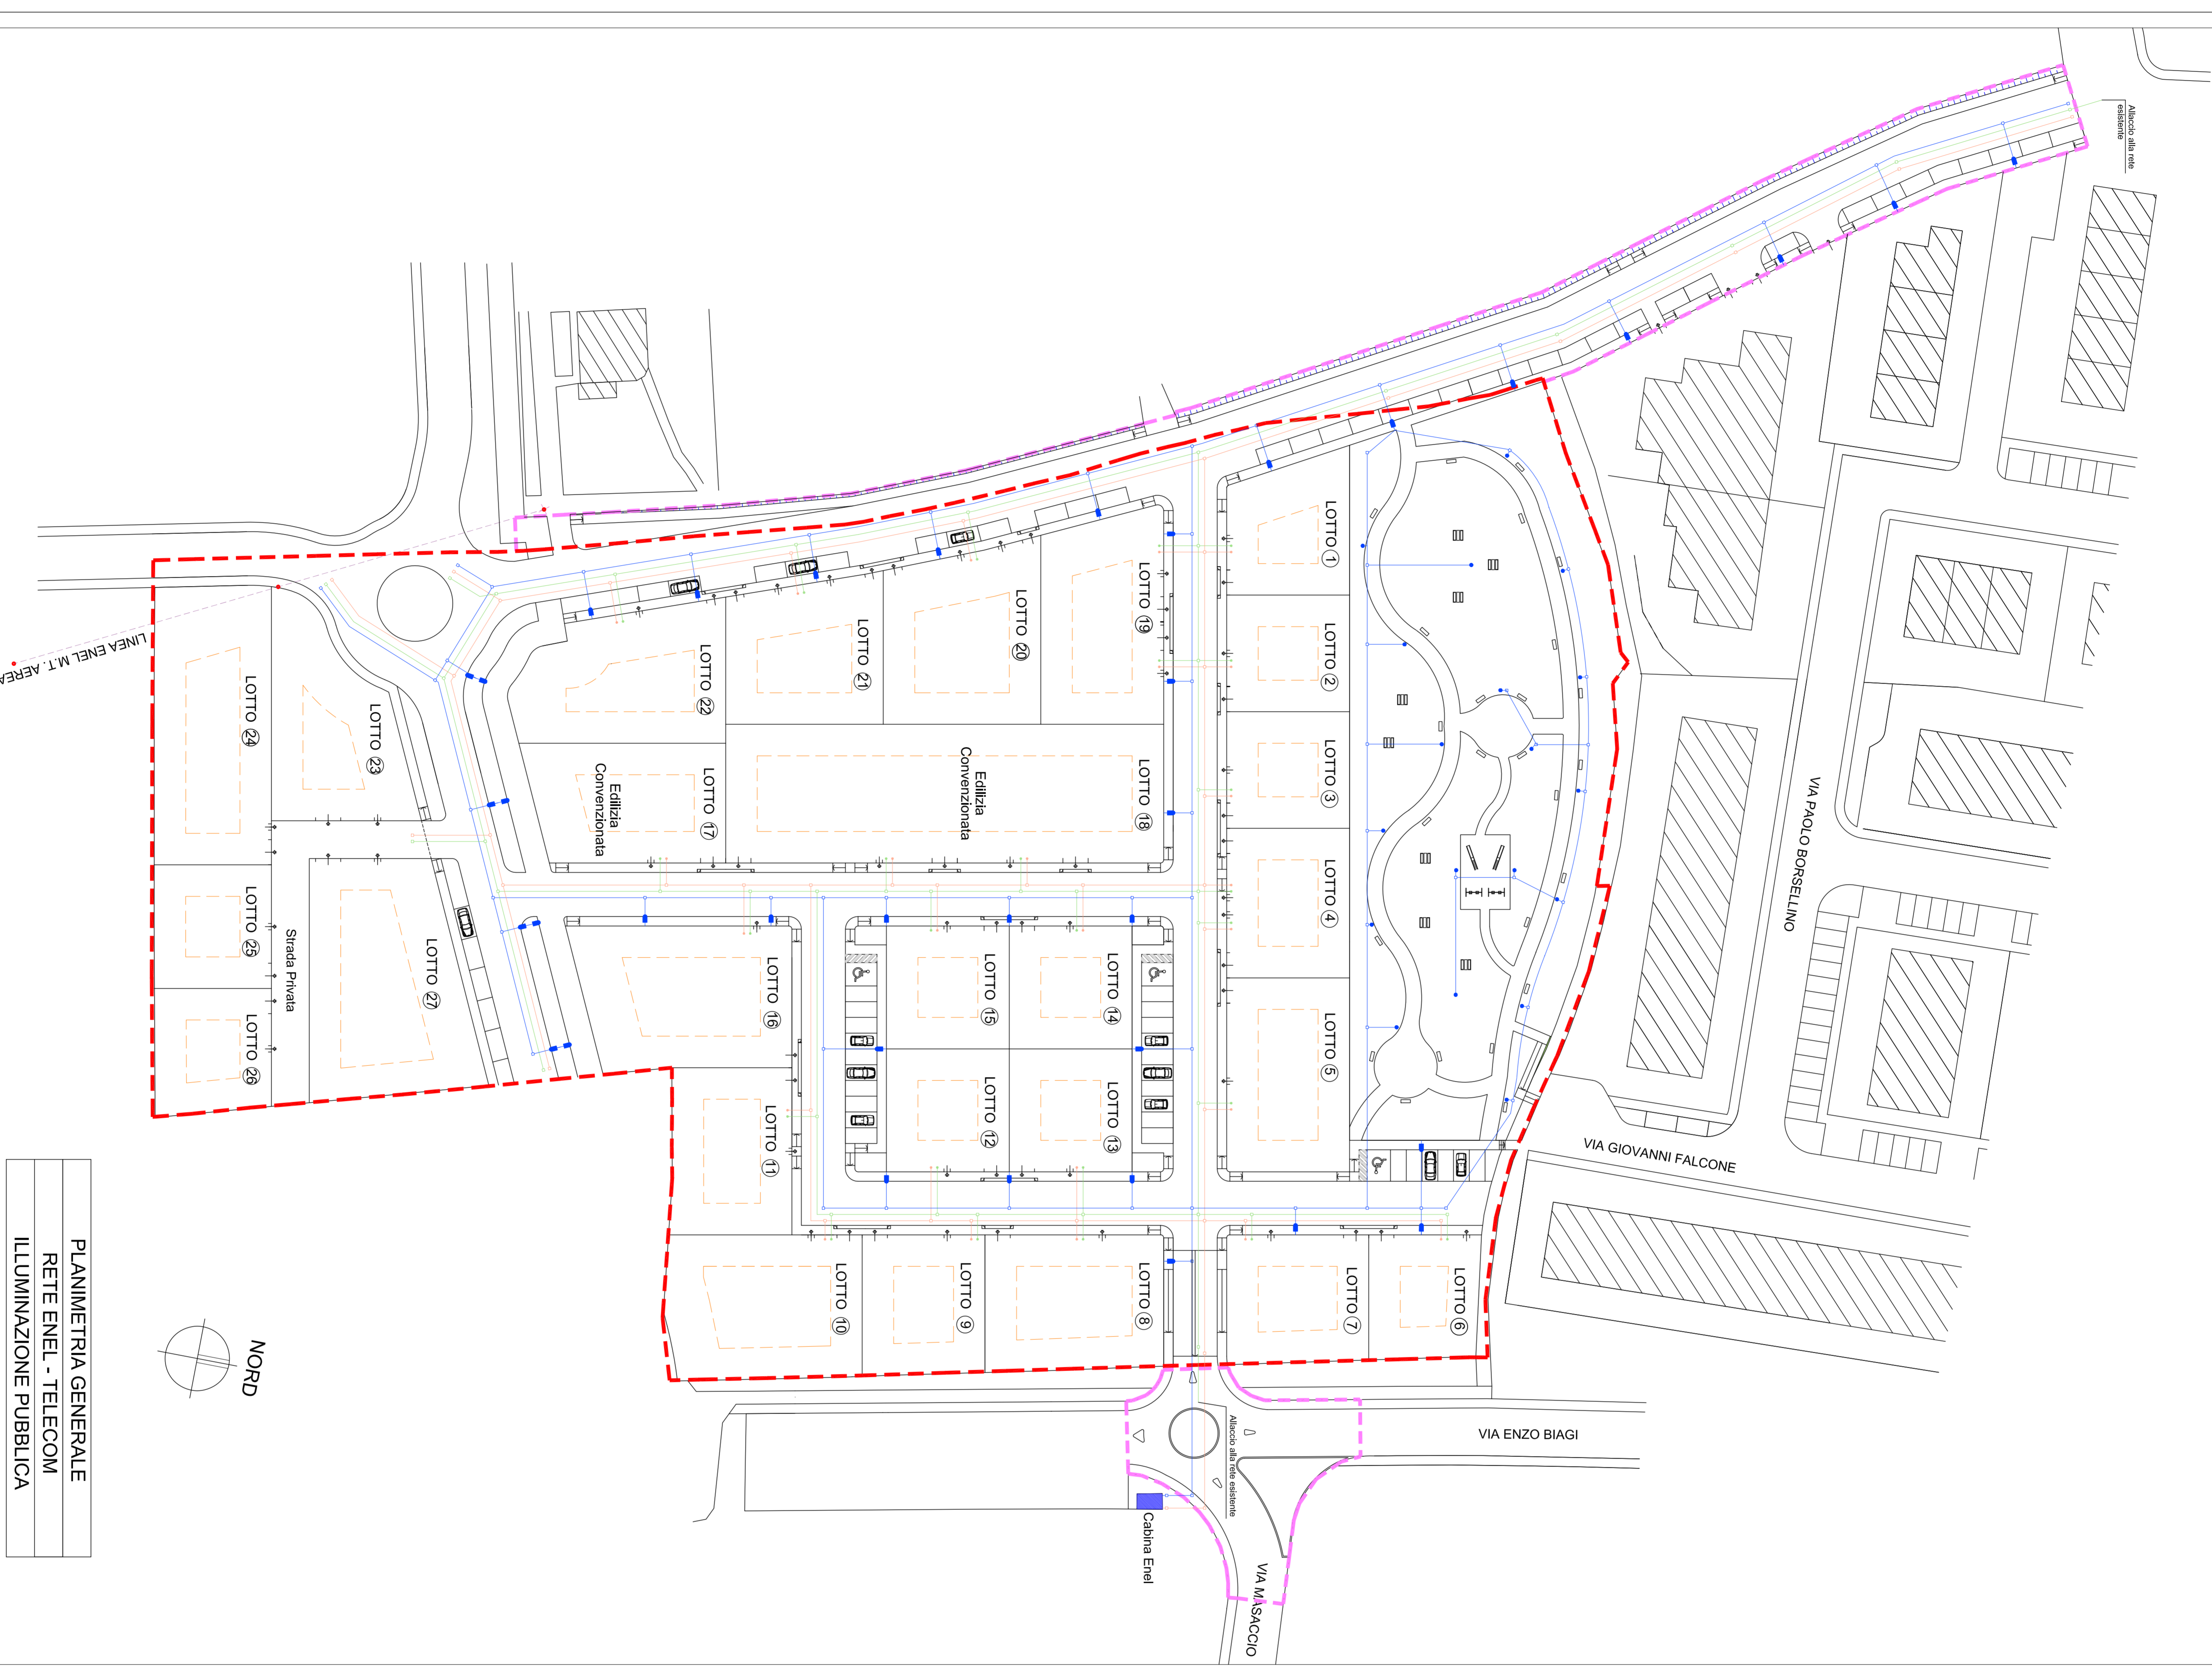 Allaccio alla rete
esistente
VIA PAOLO BORSELLINO
VIA GIOVANNI FALCONE
VIA ENZO BIAGI
VIA MASACCIO
Allaccio alla rete esistente
Cabina Enel
LOTTO 1
LOTTO 2
LOTTO 3
LOTTO 4
LOTTO 5
LOTTO 6
LOTTO 7
LOTTO 8
LOTTO 9
LOTTO 10
LOTTO 11
LOTTO 12
LOTTO 13
LOTTO 14
LOTTO 15
LOTTO 16
LOTTO 17
Edilizia
Convenzionata
LOTTO 18
Edilizia
Convenzionata
LOTTO 19
LOTTO 20
LOTTO 21
LOTTO 22
LOTTO 23
LOTTO 24
LOTTO 25
LOTTO 26
LOTTO 27
Strada Privata
LINEA ENEL M.T. AEREA
NORD
PLANIMETRIA GENERALE
RETE ENEL - TELECOM
ILLUMINAZIONE PUBBLICA